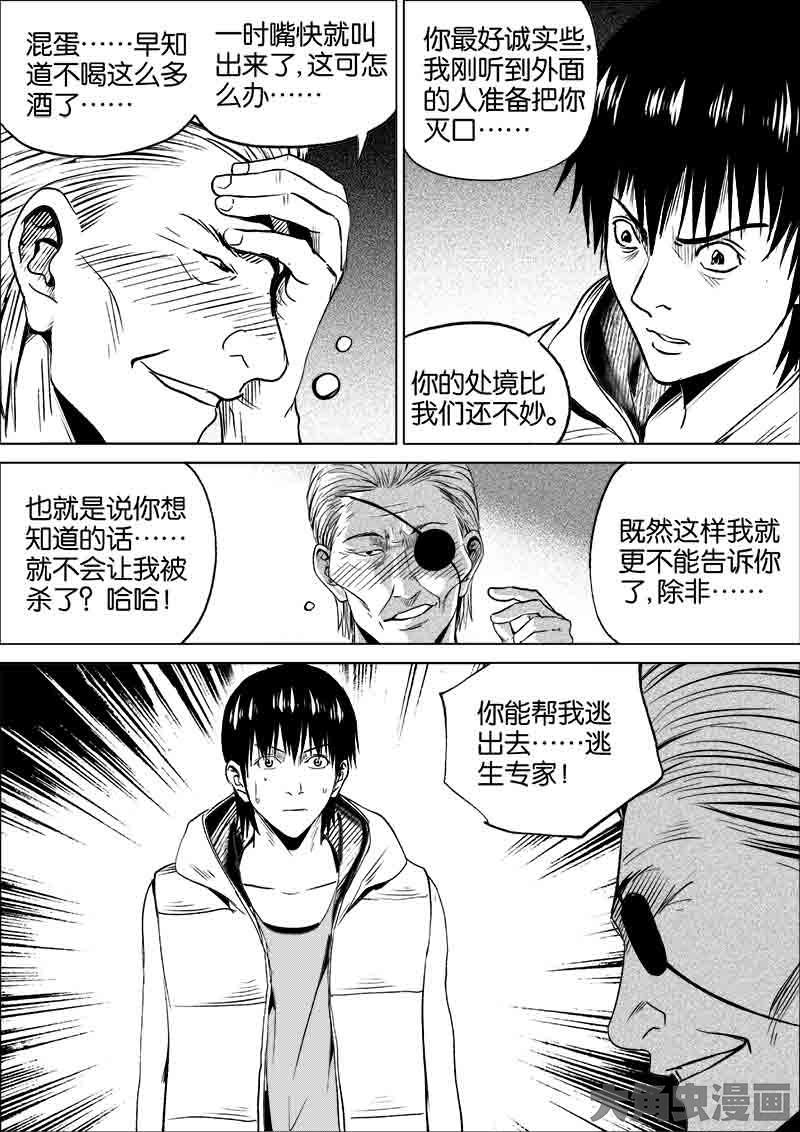 混蛋……早知
道不喝这么多
酒了……
一时嘴快就叫
出来了,这可怎
么办……
你最好诚实些,
我刚听到外面
的人准备把你
灭口……
你的处境比
我们还不妙。
也就是说你想
知道的话……
就不会让我被
杀了?哈哈!
既然这样我就
更不能告诉你
了,除非……
你能帮我逃
出去……逃
生专家!
大角虫漫画